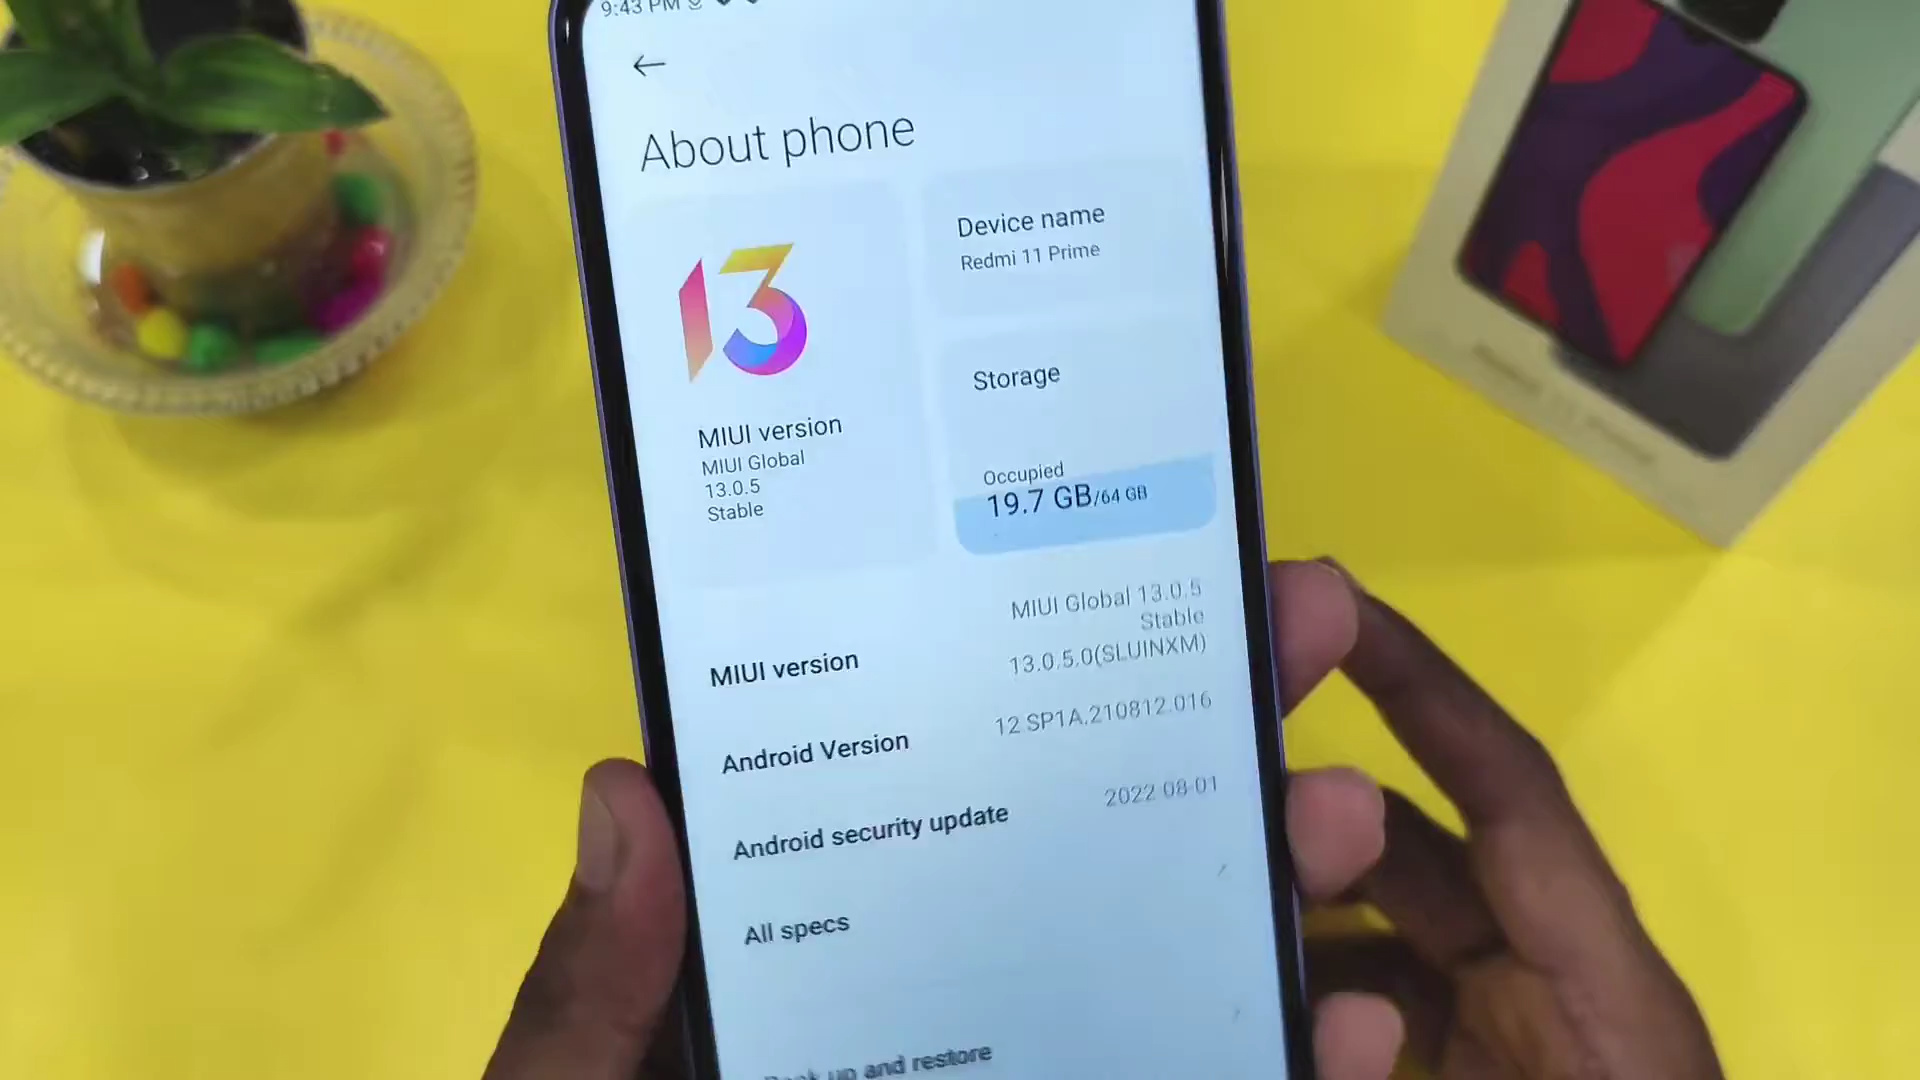 9:43 PM
About phone
13
Device name
Redmi 11 Prime
Storage
MIUI version
MIUI Global
13.0.5
Stable
Occupied
19.7 GB/64 GB
MIUI version
MIUI Global 13.0.5
Stable
13.0.5.0(SLUINXM)
Android Version
12 SP1A.210812.016
Android security update
2022-08-01
All specs
up and restore